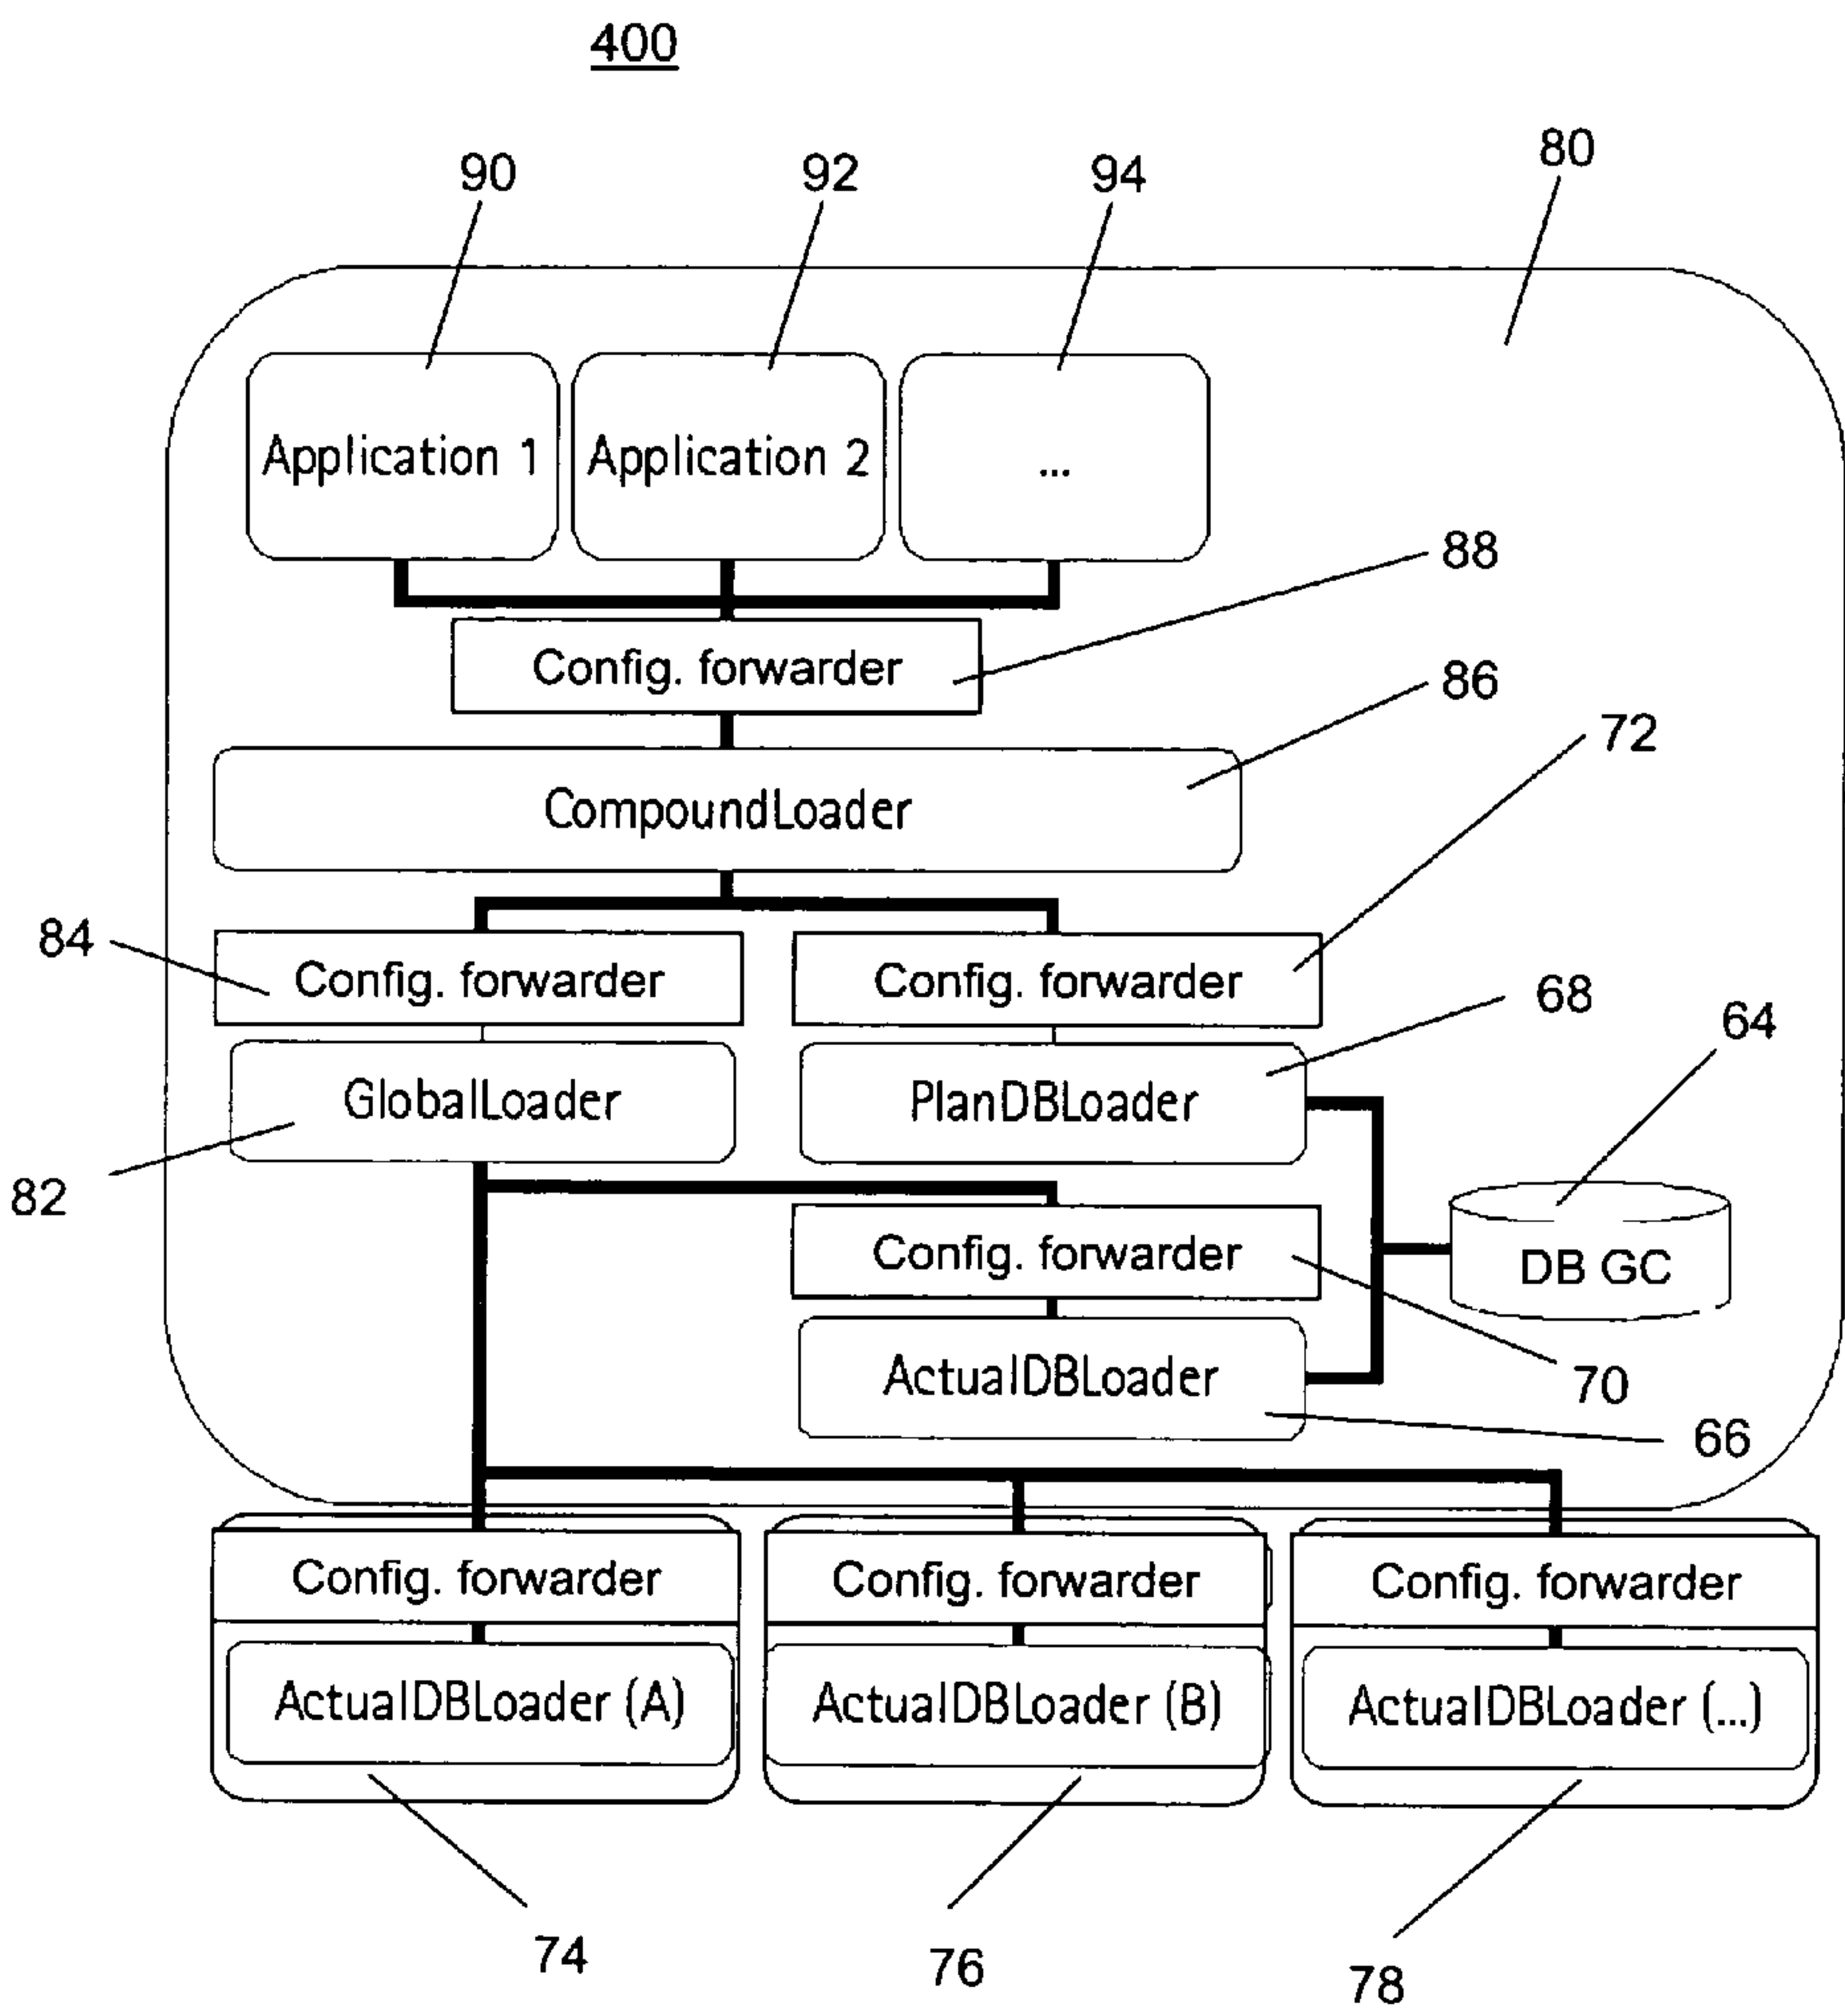 400
90
92
94
80
Application 1
Application 2
...
88
Config. forwarder
86
72
CompoundLoader
84
Config. forwarder
Config. forwarder
68
64
GlobalLoader
PlanDBLoader
82
Config. forwarder
DB GC
ActualDBLoader
70
66
Config. forwarder
Config. forwarder
Config. forwarder
ActualDBLoader (A)
ActualDBLoader (B)
ActualDBLoader (...)
74
76
78